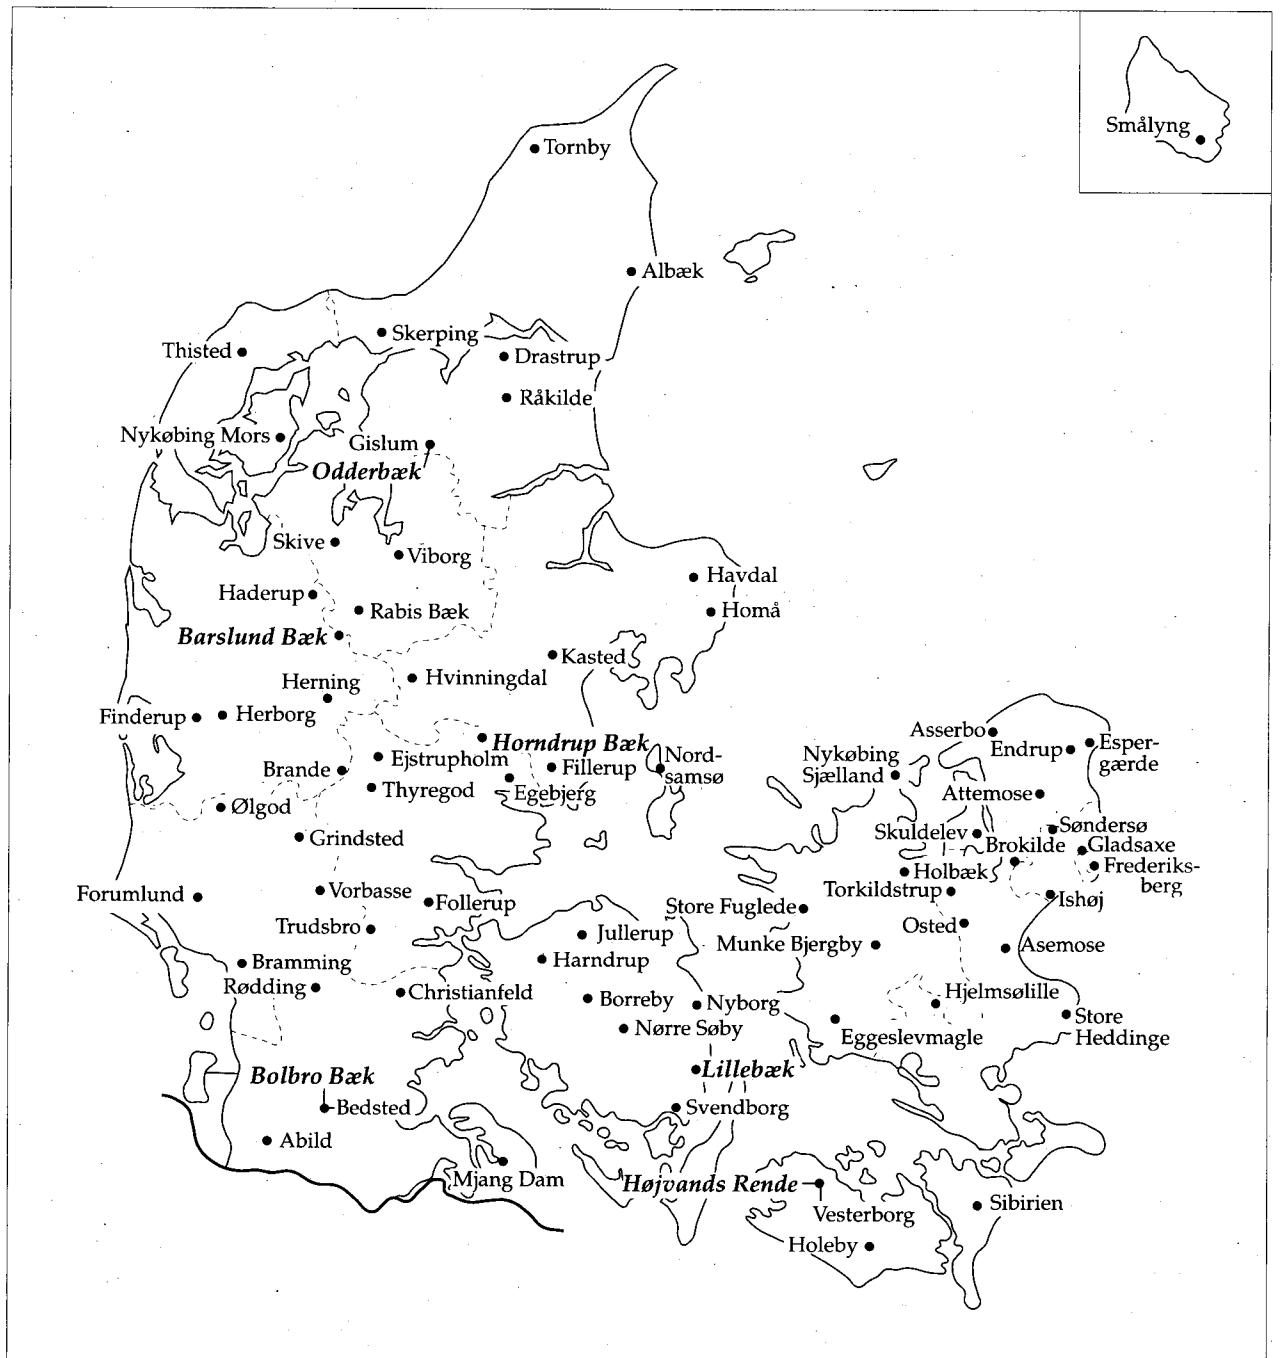 Smålyng
Tornby
Albæk
Skerping
Thisted
Drastrup
Råkilde
Nykøbing Mors
Gislum
Odderbæk
Skive
Viborg
Havdal
Haderup
Rabis Bæk
Homå
Barslund Bæk
Kasted
Hvinningdal
Herning
Finderup
Herborg
Horndrup Bæk
Asserbo
Endrup
Esper-
gærde
Nykøbing
Sjælland
Nord-
samsø
Ejstrupholm
Fillerup
Brande
Thyregod
Egebjerg
Attemose
Ølgod
Grindsted
Skuldelev
Søndersø
Brokilde
Gladsaxe
Frederiks-
berg
Holbæk
Forumlund
Vorbasse
Follerup
Torkildstrup
Ishøj
Store Fuglede
Osted
Trudsbro
Jullerup
Munke Bjergby
Asemose
Harndrup
Bramming
Rødding
Christianfeld
Borreby
Nyborg
Hjelmsølille
Store
Heddinge
Nørre Søby
Eggeslevmagle
Bolbro Bæk
Lillebæk
Bedsted
Svendborg
Abild
Mjang Dam
Højvands Rende
Vesterborg
Sibirien
Holeby